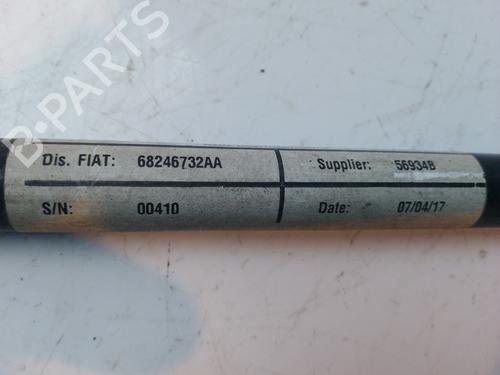 B-PARTS
Dis. FIAT: 68246732AA Supplier: 56934B
S/N: 00410 Date: 07/04/17